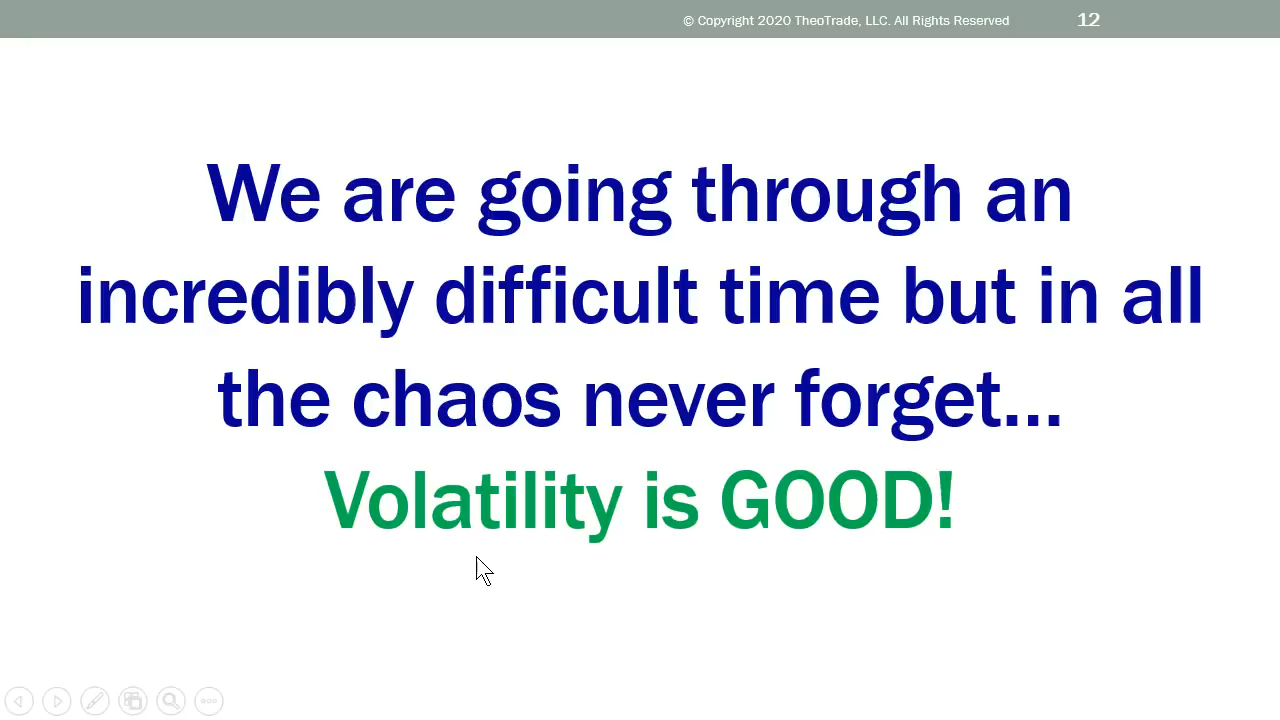 © Copyright 2020 TheoTrade, LLC. All Rights Reserved 12
We are going through an
incredibly difficult time but in all
the chaos never forget...
Volatility is GOOD!